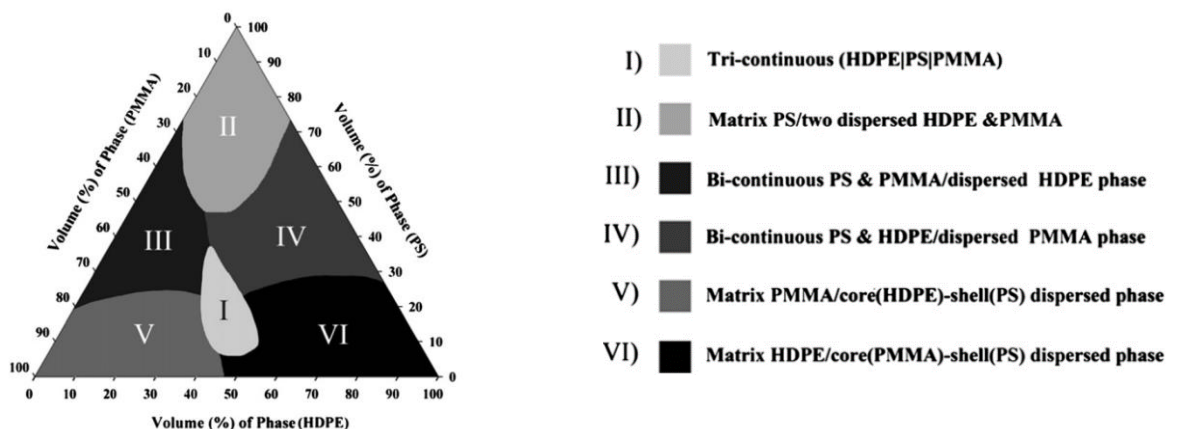 0
10
20
30
40
50
60
70
80
90
100
Volume (%) of Phase (PMMA)
100
90
80
70
60
50
40
30
20
10
0
Volume (%) of Phase (PS)
II
III
IV
I
V
VI
0 10 20 30 40 50 60 70 80 90 100
Volume (%) of Phase (HDPE)
I) Tri-continuous (HDPE|PS|PMMA)
II) Matrix PS/two dispersed HDPE &PMMA
III) Bi-continuous PS & PMMA/dispersed HDPE phase
IV) Bi-continuous PS & HDPE/dispersed PMMA phase
V) Matrix PMMA/core(HDPE)-shell(PS) dispersed phase
VI) Matrix HDPE/core(PMMA)-shell(PS) dispersed phase